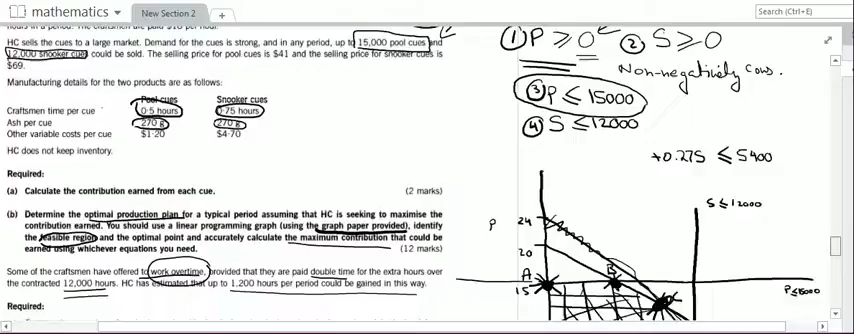 mathematics
New Section 2
+
Search (Ctrl+E)
HC sells the cues to a large market. Demand for the cues is strong, and in any period, up to 15,000 pool cues and
12,000 snooker cues could be sold. The selling price for pool cues is $41 and the selling price for snooker cues is
$69.
Manufacturing details for the two products are as follows:
Pool cues Snooker cues
Craftsmen time per cue 0·5 hours 0·75 hours
Ash per cue 270 g 270 g
Other variable costs per cue $1·20 $4·70
HC does not keep inventory.
Required:
(a) Calculate the contribution earned from each cue. (2 marks)
(b) Determine the optimal production plan for a typical period assuming that HC is seeking to maximise the
contribution earned. You should use a linear programming graph (using the graph paper provided), identify
the feasible region and the optimal point and accurately calculate the maximum contribution that could be
earned using whichever equations you need. (12 marks)
Some of the craftsmen have offered to work overtime, provided that they are paid double time for the extra hours over
the contracted 12,000 hours. HC has estimated that up to 1,200 hours per period could be gained in this way.
Required:
① P ≥ 0 ② S ≥ 0
Non-negatively Cons.
③ P ≤ 15000
④ S ≤ 12000
+0.27S ≤ 5400
S ≤ 12000
P 24
20
A B
15 P ≤ 15000